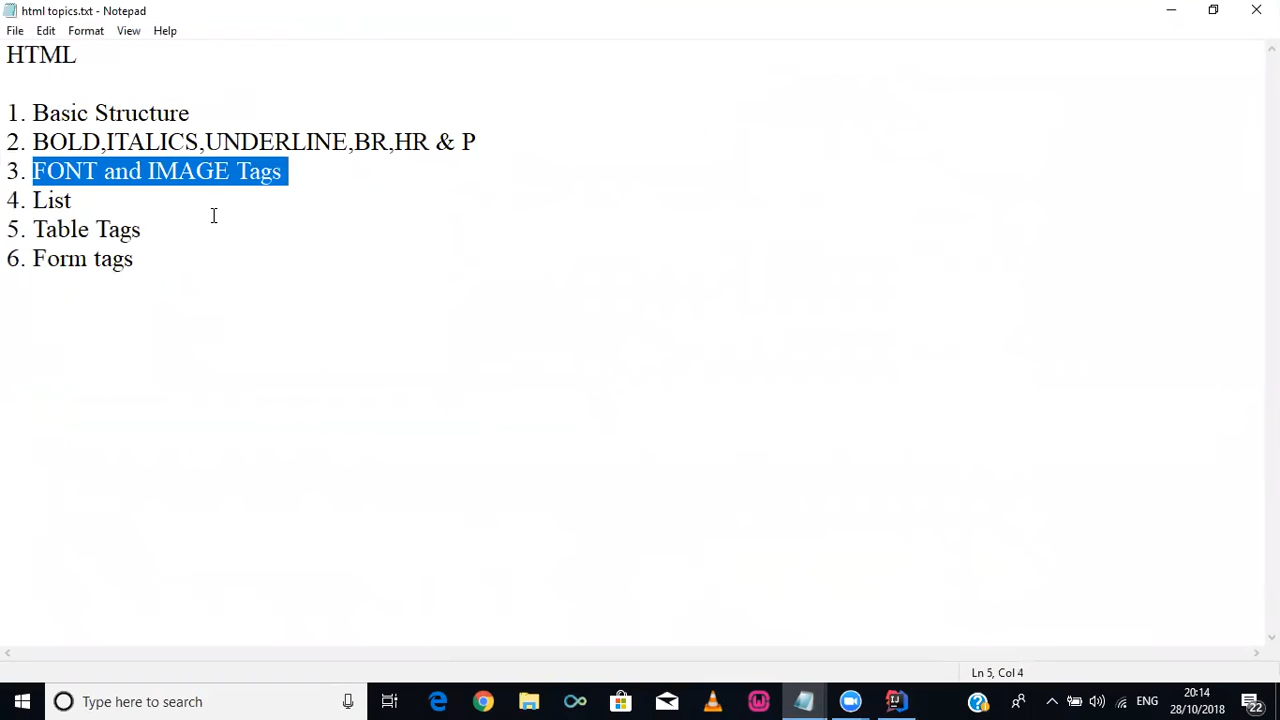 html topics.txt - Notepad
File Edit Format View Help
HTML
1. Basic Structure
2. BOLD,ITALICS,UNDERLINE,BR,HR & P
3. FONT and IMAGE Tags
4. List
5. Table Tags
6. Form tags
Ln 5, Col 4
Type here to search
ENG
20:14
28/10/2018
22